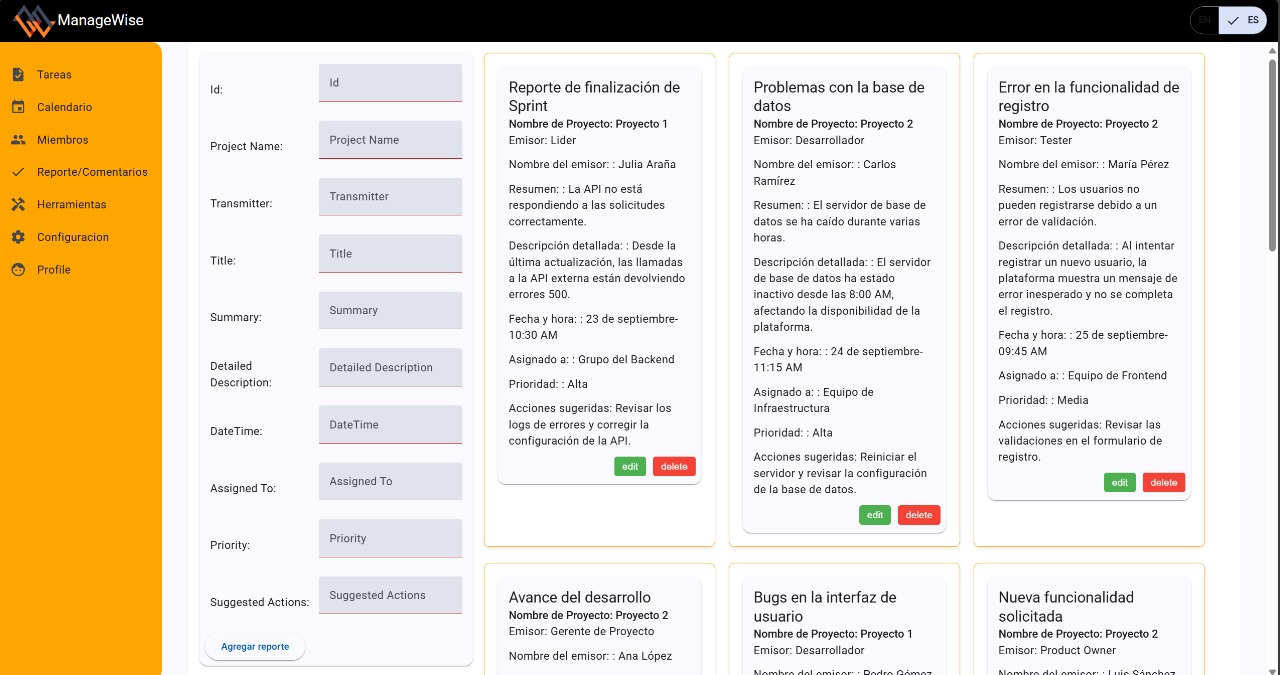 ManageWise
EN
ES
Tareas
Calendario
Miembros
Reporte/Comentarios
Herramientas
Configuracion
Profile
Id:
Id
Project Name:
Project Name
Transmitter:
Transmitter
Title:
Title
Summary:
Summary
Detailed
Description:
Detailed Description
DateTime:
DateTime
Assigned To:
Assigned To
Priority:
Priority
Suggested Actions:
Suggested Actions
Agregar reporte
Reporte de finalización de
Sprint
Nombre de Proyecto: Proyecto 1
Emisor: Lider
Nombre del emisor: : Julia Araña
Resumen: : La API no está
respondiendo a las solicitudes
correctamente.
Descripción detallada: : Desde la
última actualización, las llamadas
a la API externa están devolviendo
errores 500.
Fecha y hora: : 23 de septiembre-
10:30 AM
Asignado a: : Grupo del Backend
Prioridad: : Alta
Acciones sugeridas: Revisar los
logs de errores y corregir la
configuración de la API.
edit
delete
Problemas con la base de
datos
Nombre de Proyecto: Proyecto 2
Emisor: Desarrollador
Nombre del emisor: : Carlos
Ramírez
Resumen: : El servidor de base de
datos se ha caído durante varias
horas.
Descripción detallada: : El servidor
de base de datos ha estado
inactivo desde las 8:00 AM,
afectando la disponibilidad de la
plataforma.
Fecha y hora: : 24 de septiembre-
11:15 AM
Asignado a: : Equipo de
Infraestructura
Prioridad: : Alta
Acciones sugeridas: Reiniciar el
servidor y revisar la configuración
de la base de datos.
edit
delete
Error en la funcionalidad de
registro
Nombre de Proyecto: Proyecto 2
Emisor: Tester
Nombre del emisor: : María Pérez
Resumen: : Los usuarios no
pueden registrarse debido a un
error de validación.
Descripción detallada: : Al intentar
registrar un nuevo usuario, la
plataforma muestra un mensaje de
error inesperado y no se completa
el registro.
Fecha y hora: : 25 de septiembre-
09:45 AM
Asignado a: : Equipo de Frontend
Prioridad: : Media
Acciones sugeridas: Revisar las
validaciones en el formulario de
registro.
edit
delete
Avance del desarrollo
Nombre de Proyecto: Proyecto 2
Emisor: Gerente de Proyecto
Nombre del emisor: : Ana López
Bugs en la interfaz de
usuario
Nombre de Proyecto: Proyecto 1
Emisor: Desarrollador
Nombre del emisor: : Pedro Gómez
Nueva funcionalidad
solicitada
Nombre de Proyecto: Proyecto 2
Emisor: Product Owner
Nombre del emisor: : Luis Sánchez